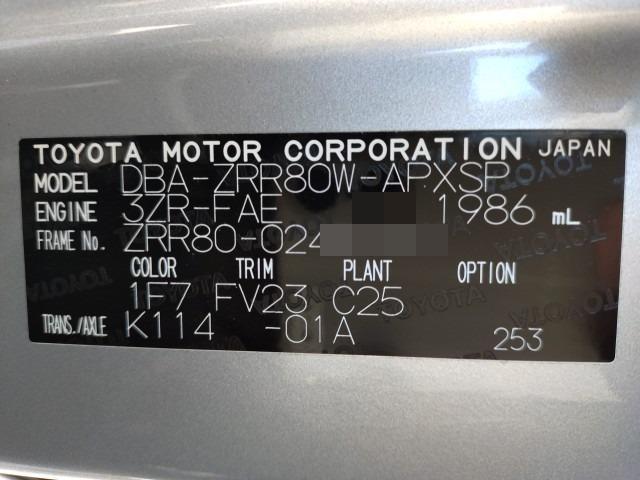 TOYOTA MOTOR CORPORATION JAPAN
MODEL DBA-ZRR80W-APXSP
ENGINE 3ZR-FAE 1986 mL
FRAME No. ZRR80-024
COLOR TRIM PLANT OPTION
1F7 FV23 C25
TRANS./AXLE K114 -01A 253